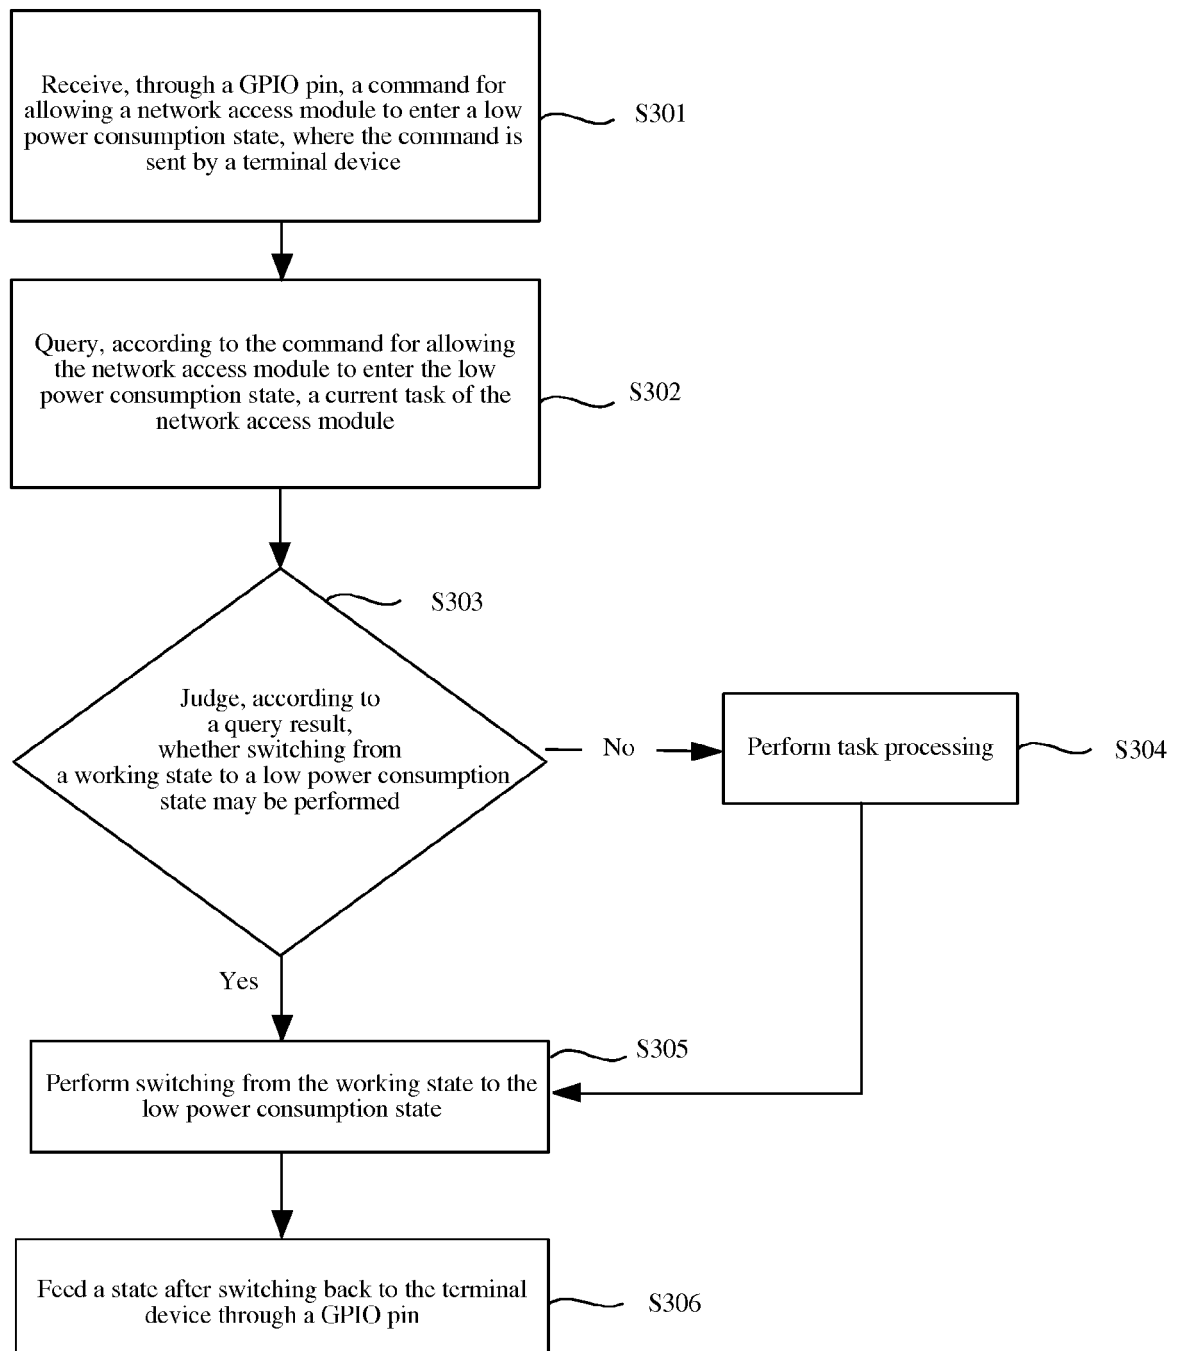 Receive, through a GPIO pin, a command for
allowing a network access module to enter a low
power consumption state, where the command is
sent by a terminal device
S301
Query, according to the command for allowing
the network access module to enter the low
power consumption state, a current task of the
network access module
S302
S303
Judge, according to
a query result,
whether switching from
a working state to a low power consumption
state may be performed
No
Perform task processing
S304
Yes
S305
Perform switching from the working state to the
low power consumption state
Feed a state after switching back to the terminal
device through a GPIO pin
S306